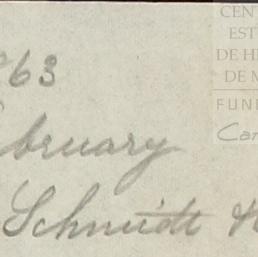 63
bruary
Schmidt
CEN
EST
DE H
DE M
FUN
Car